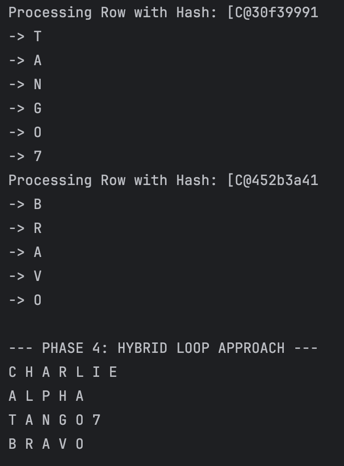 Processing Row with Hash: [C@30f39991
-> T
-> A
-> N
-> G
-> O
-> 7
Processing Row with Hash: [C@452b3a41
-> B
-> R
-> A
-> V
-> O

--- PHASE 4: HYBRID LOOP APPROACH ---
C H A R L I E
A L P H A
T A N G O 7
B R A V O